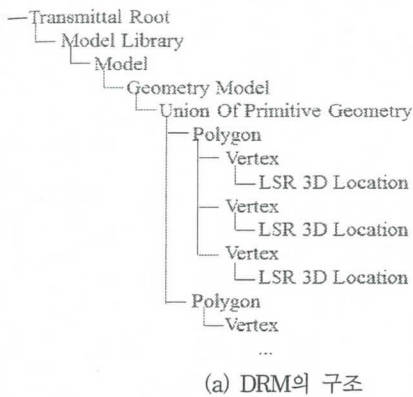 Transmittal Root
Model Library
Model
Geometry Model
Union Of Primitive Geometry
Polygon
Vertex
LSR 3D Location
Vertex
LSR 3D Location
Vertex
LSR 3D Location
Polygon
Vertex
...
(a) DRM의 구조